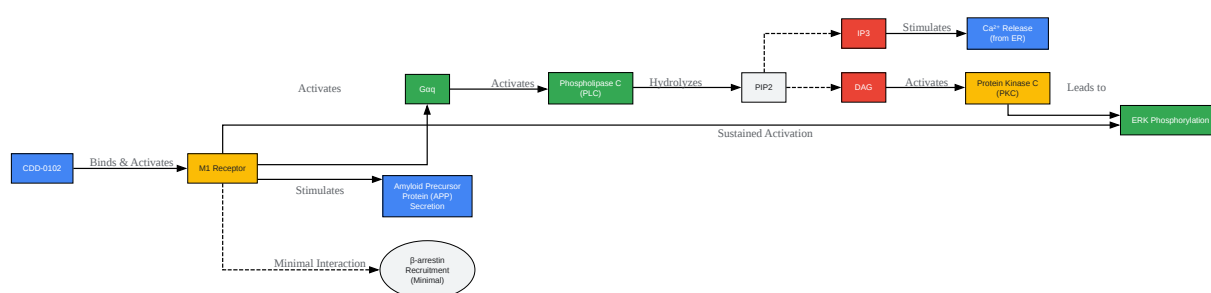 IP3
Stimulates
Ca²⁺ Release
(from ER)
Activates
Gαq
Activates
Phospholipase C
(PLC)
Hydrolyzes
PIP2
DAG
Activates
Protein Kinase C
(PKC)
Leads to
ERK Phosphorylation
Sustained Activation
CDD-0102
Binds & Activates
M1 Receptor
Stimulates
Amyloid Precursor
Protein (APP)
Secretion
Minimal Interaction
β-arrestin
Recruitment
(Minimal)